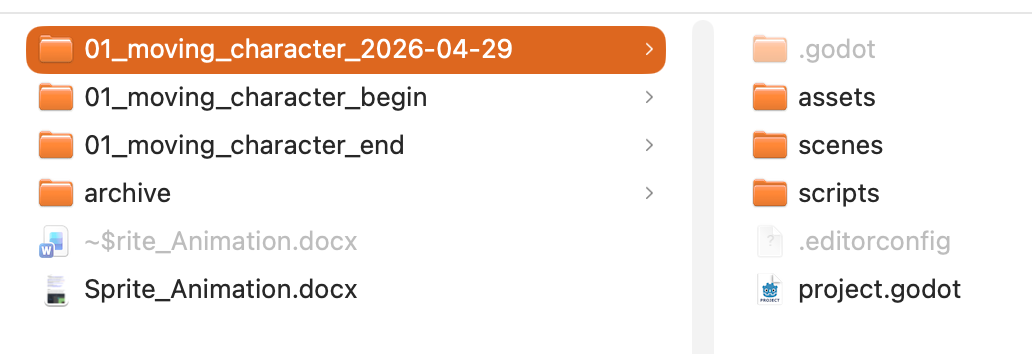 01_moving_character_2026-04-29
01_moving_character_begin
01_moving_character_end
archive
~$rite_Animation.docx
Sprite_Animation.docx
.godot
assets
scenes
scripts
.editorconfig
project.godot